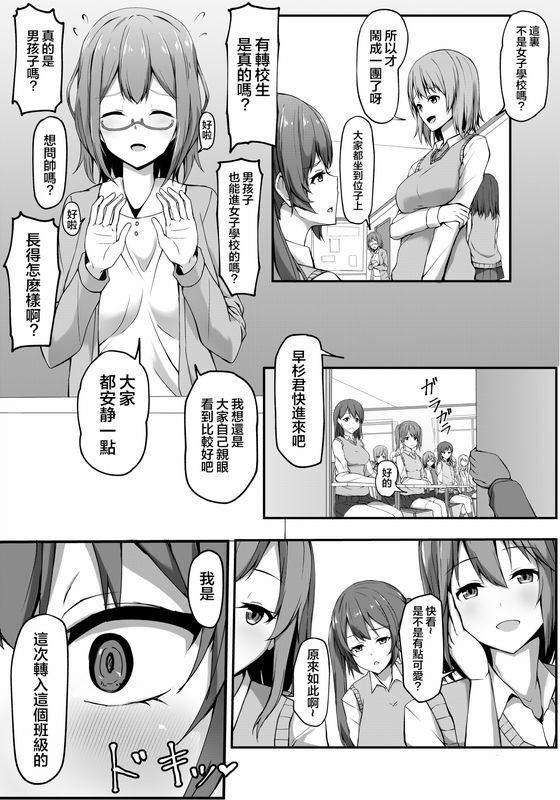 這裏
不是女子學校嗎？
所以才
鬧成一團了呀
大家都坐到位子上
有轉校生
是真的嗎？
男孩子
也能進女子學校的嗎？
真的是
男孩子嗎？
好啦
想問帥嗎？
好啦
長得怎麽樣啊？
大家
都安静一點
我想還是
大家自己親眼
看到比較好吧
早杉君快進來吧
ガラガラ
好的
快看~
是不是有點可愛？
原來如此啊~
我是
這次轉入這個班級的
ドキッ